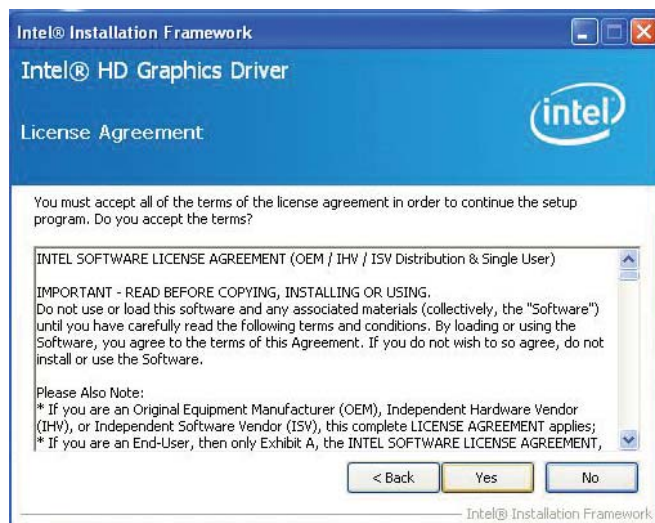 Intel® Installation Framework
Intel® HD Graphics Driver
(intel)
License Agreement
You must accept all of the terms of the license agreement in order to continue the setup
program. Do you accept the terms?
INTEL SOFTWARE LICENSE AGREEMENT (OEM / IHV / ISV Distribution & Single User)
IMPORTANT - READ BEFORE COPYING, INSTALLING OR USING.
Do not use or load this software and any associated materials (collectively, the "Software")
until you have carefully read the following terms and conditions. By loading or using the
Software, you agree to the terms of this Agreement. If you do not wish to so agree, do not
install or use the Software.
Please Also Note:
* If you are an Original Equipment Manufacturer (OEM), Independent Hardware Vendor
(IHV), or Independent Software Vendor (ISV), this complete LICENSE AGREEMENT applies;
* If you are an End-User, then only Exhibit A, the INTEL SOFTWARE LICENSE AGREEMENT,
< Back Yes No
Intel® Installation Framework